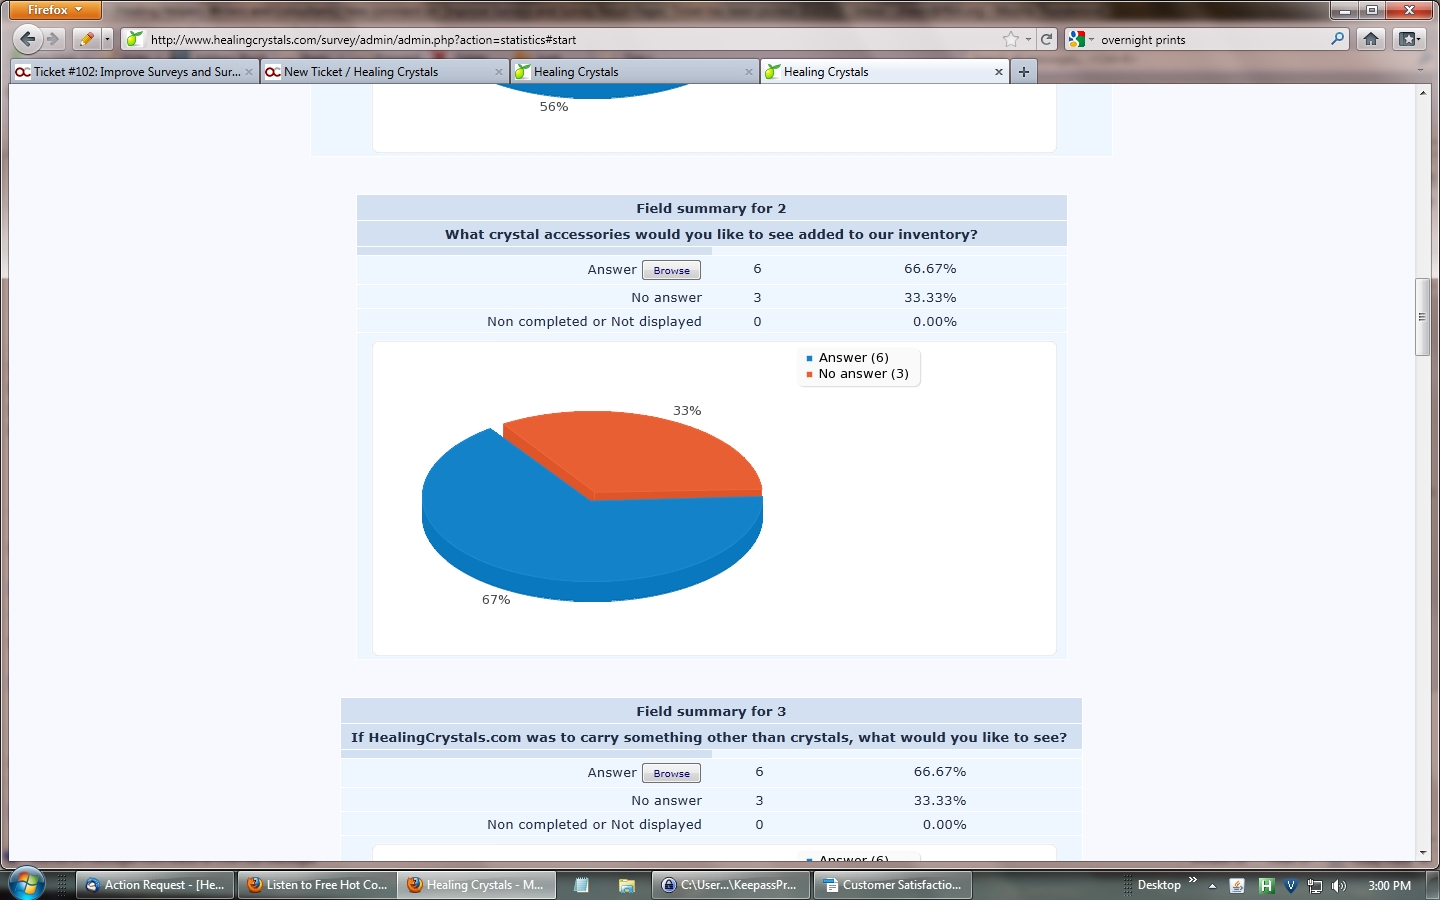 Firefox
http://www.healingcrystals.com/survey/admin/admin.php?action=statistics#start
overnight prints
Ticket #102: Improve Surveys and Sur...
New Ticket / Healing Crystals
Healing Crystals
Healing Crystals
56%
Field summary for 2
What crystal accessories would you like to see added to our inventory?
Answer Browse 6 66.67%
No answer 3 33.33%
Non completed or Not displayed 0 0.00%
Answer (6)
No answer (3)
33%
67%
Field summary for 3
If HealingCrystals.com was to carry something other than crystals, what would you like to see?
Answer Browse 6 66.67%
No answer 3 33.33%
Non completed or Not displayed 0 0.00%
Answer (6)
Action Request - [He...
Listen to Free Hot Co...
Healing Crystals - M...
C:\User...\KeepassPr...
Customer Satisfactio...
Desktop
3:00 PM